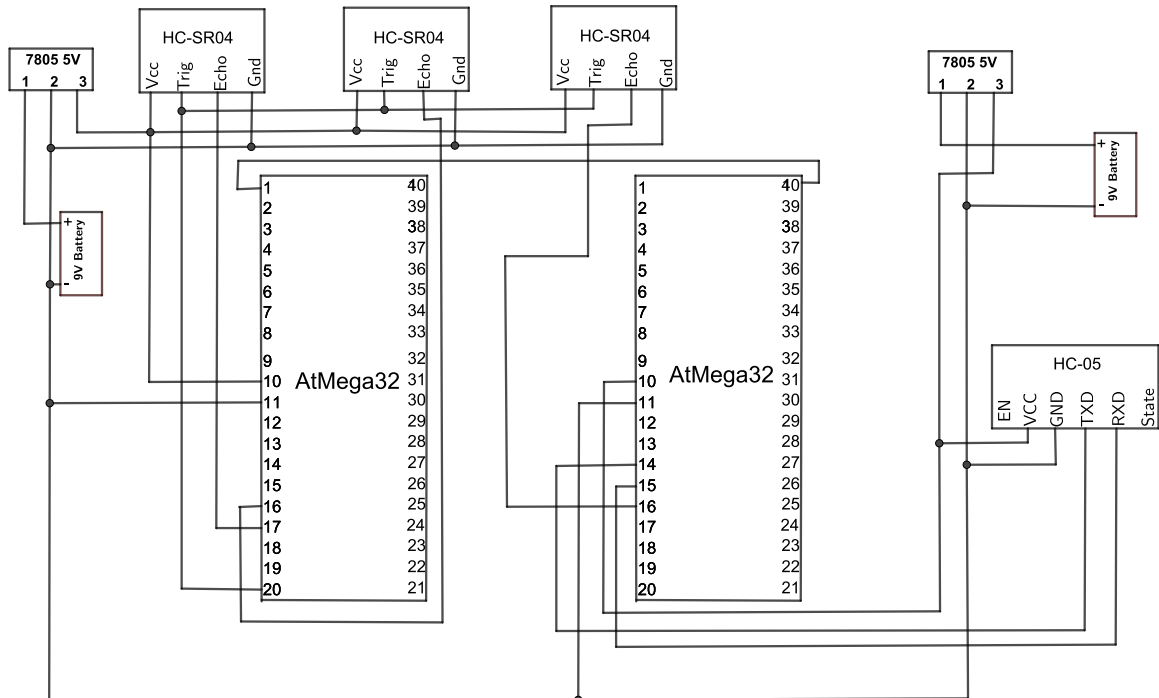 HC-SR04
Vcc Trig Echo Gnd
HC-SR04
Vcc Trig Echo Gnd
HC-SR04
Vcc Trig Echo Gnd
7805 5V
1 2 3
7805 5V
1 2 3
+
9V Battery
-
+
9V Battery
-
1 40
2 39
3 38
4 37
5 36
6 35
7 34
8 33
9 32
AtMega32
10 31
11 30
12 29
13 28
14 27
15 26
16 25
17 24
18 23
19 22
20 21
1 40
2 39
3 38
4 37
5 36
6 35
7 34
8 33
9 32
AtMega32
10 31
11 30
12 29
13 28
14 27
15 26
16 25
17 24
18 23
19 22
20 21
HC-05
EN VCC GND TXD RXD State